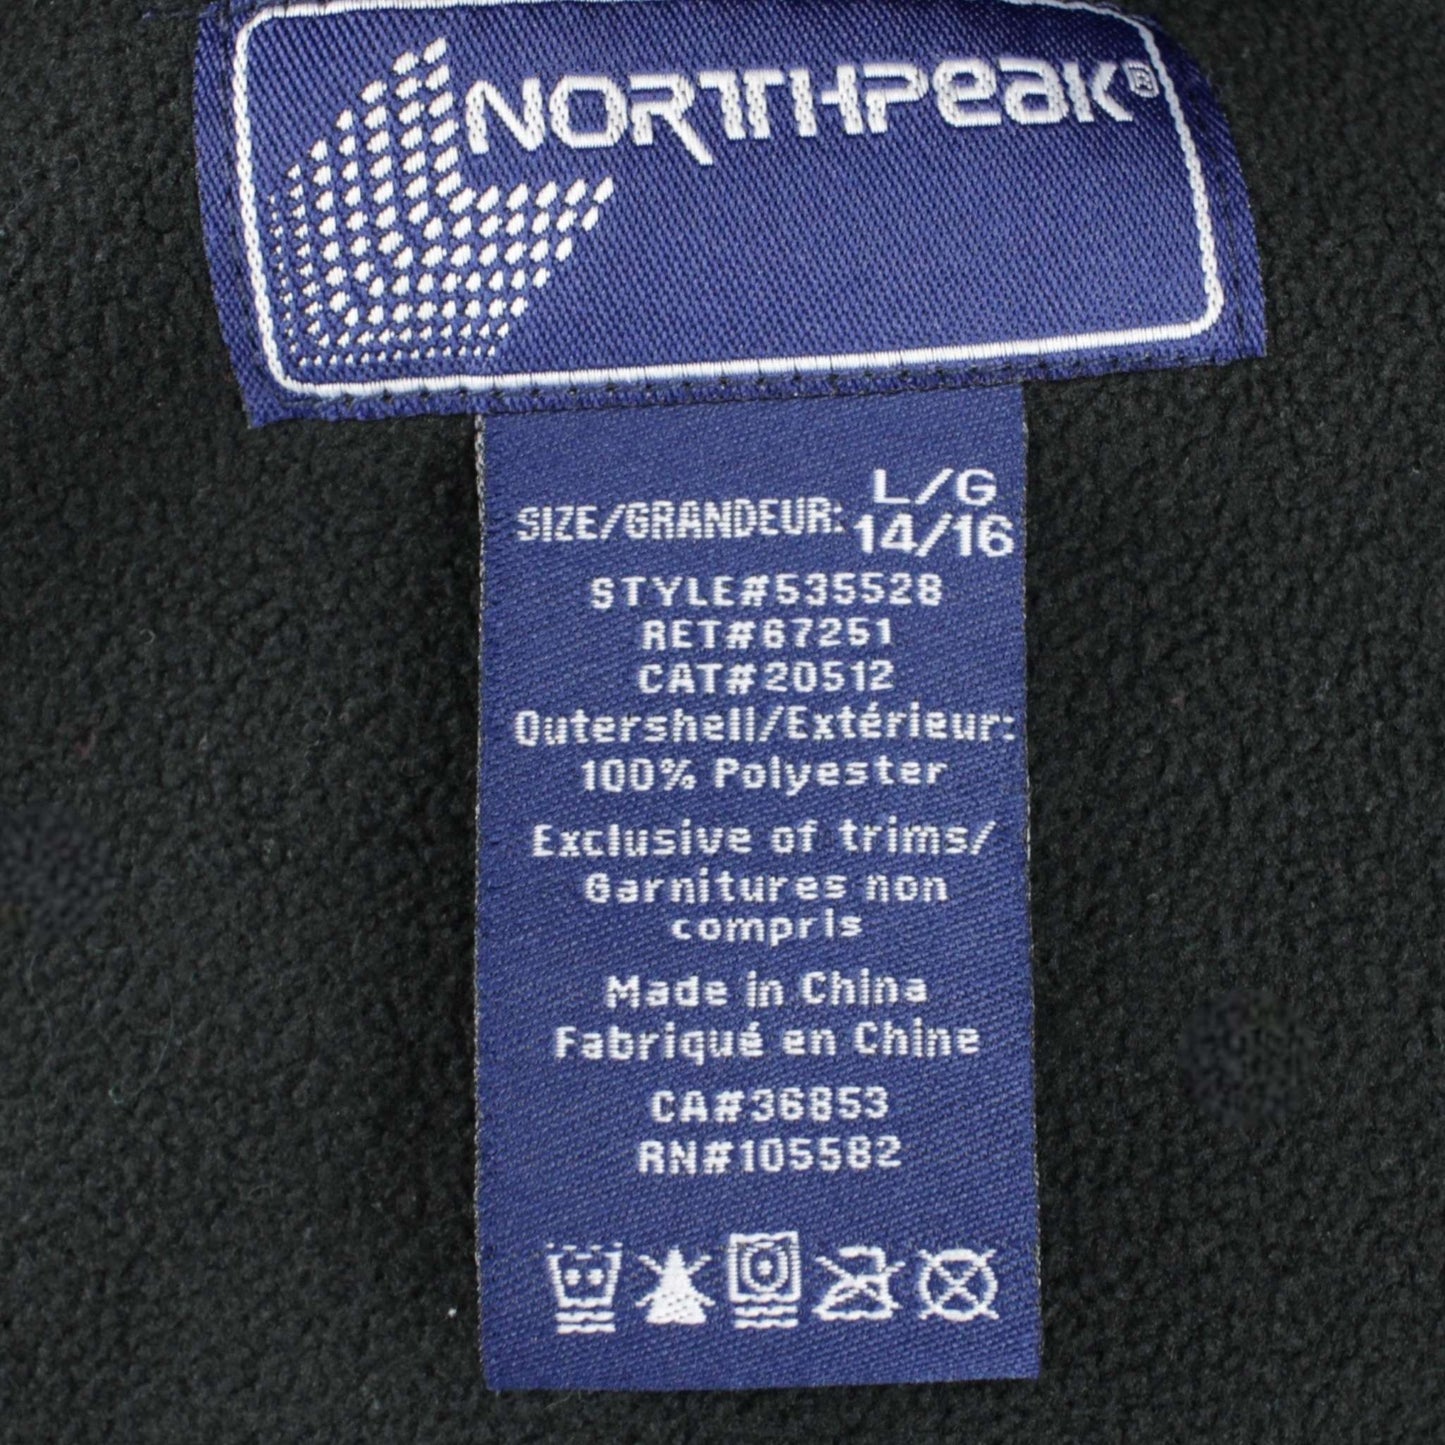 NORTHPEAK®
SIZE/GRANDEUR: L/G 14/16
STYLE#535528
RET#67251
CAT#20512
Outershell/Extérieur:
100% Polyester
Exclusive of trims/
Garnitures non
compris
Made in China
Fabriqué en Chine
CA#36853
RN#105582